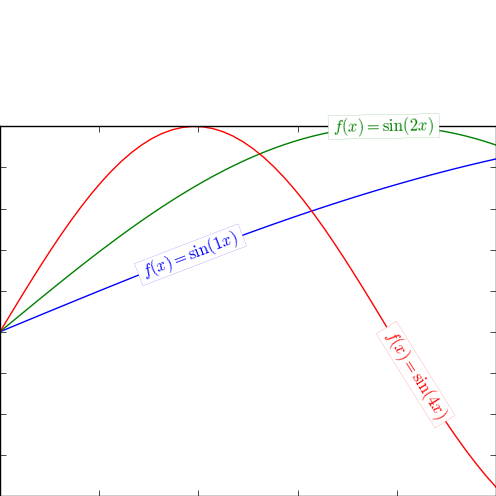 f(x) = sin(2x)
f(x) = sin(1x)
f(x) = sin(4x)